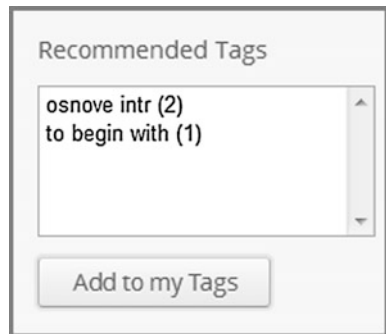 Recommended Tags
osnove intr (2)
to begin with (1)
Add to my Tags